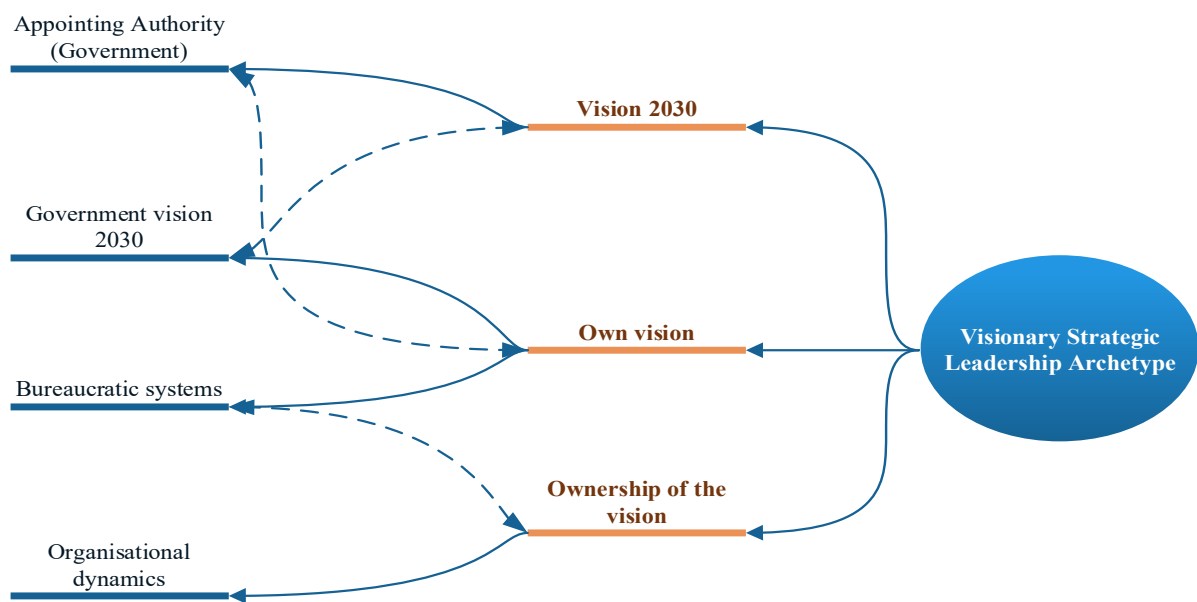 Appointing Authority
(Government)
Vision 2030
Government vision
2030
Own vision
Visionary Strategic
Leadership Archetype
Bureaucratic systems
Ownership of the
vision
Organisational
dynamics